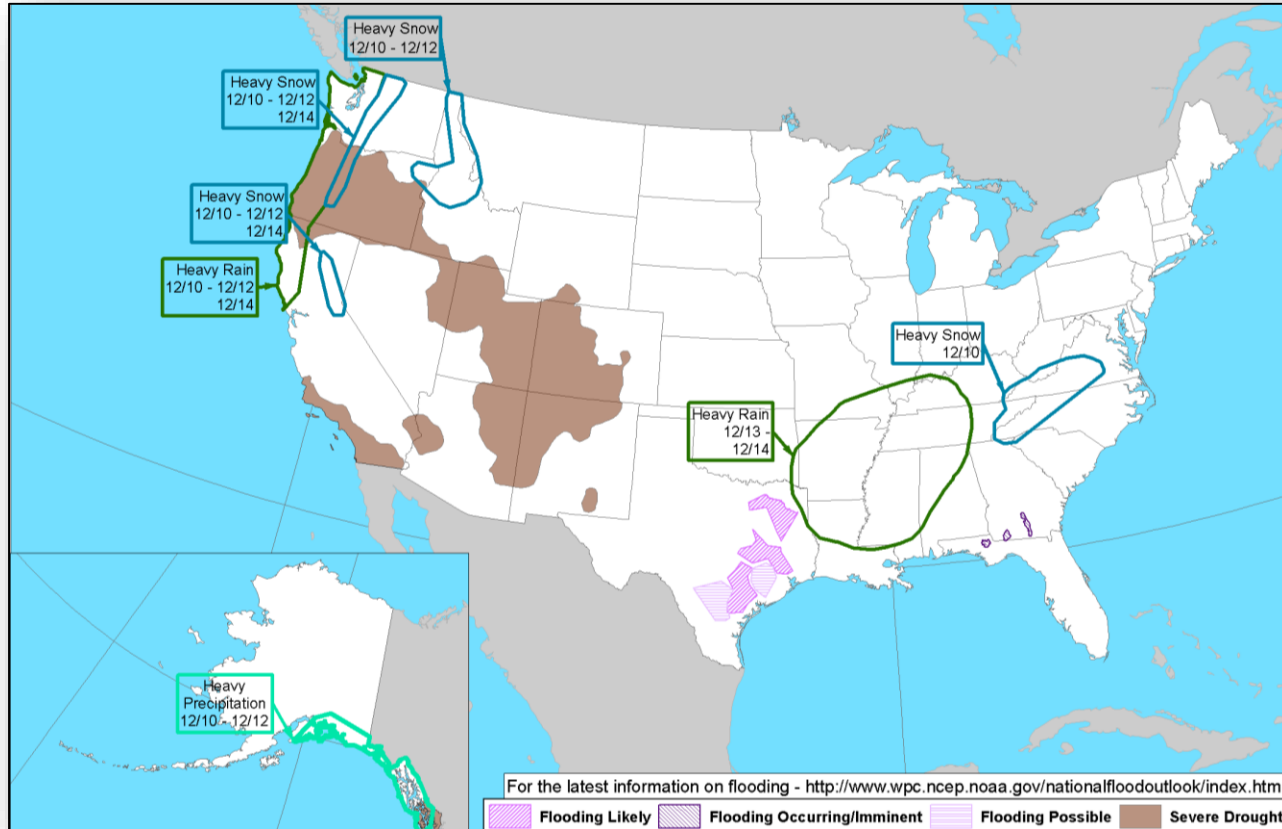 Heavy Snow
12/10 - 12/12
Heavy Snow
12/10 - 12/12
12/14
Heavy Snow
12/10 - 12/12
12/14
Heavy Rain
12/10 - 12/12
12/14
Heavy Snow
12/10
Heavy Rain
12/13 -
12/14
Heavy
Precipitation
12/10 - 12/12
For the latest information on flooding - http://www.wpc.ncep.noaa.gov/nationalfloodoutlook/index.htm
Flooding Likely Flooding Occurring/Imminent Flooding Possible Severe Drought